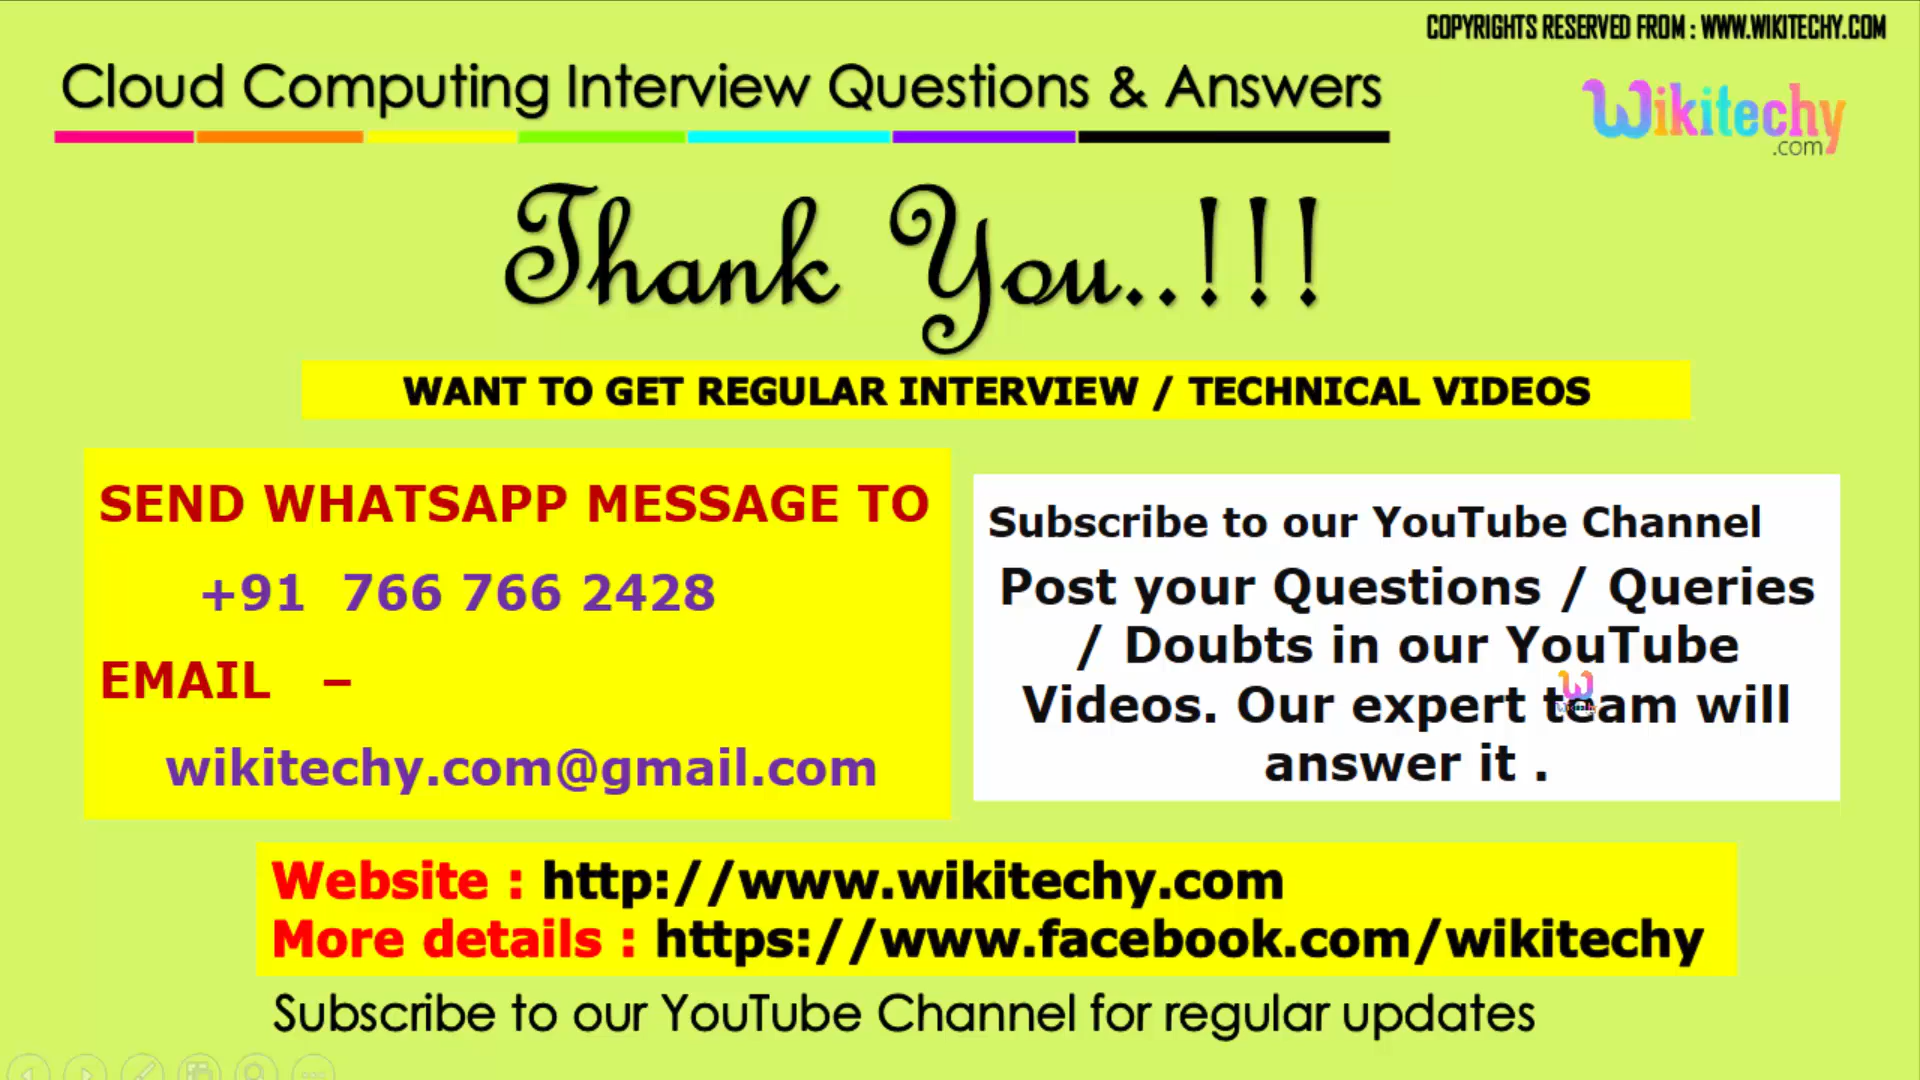 COPYRIGHTS RESERVED FROM : WWW.WIKITECHY.COM
Cloud Computing Interview Questions & Answers
Wikitechy
.com
Thank You..!!!
WANT TO GET REGULAR INTERVIEW / TECHNICAL VIDEOS
SEND WHATSAPP MESSAGE TO
+91 766 766 2428
EMAIL –
wikitechy.com@gmail.com
Subscribe to our YouTube Channel
Post your Questions / Queries
/ Doubts in our YouTube
Videos. Our expert team will
answer it .
Website : http://www.wikitechy.com
More details : https://www.facebook.com/wikitechy
Subscribe to our YouTube Channel for regular updates